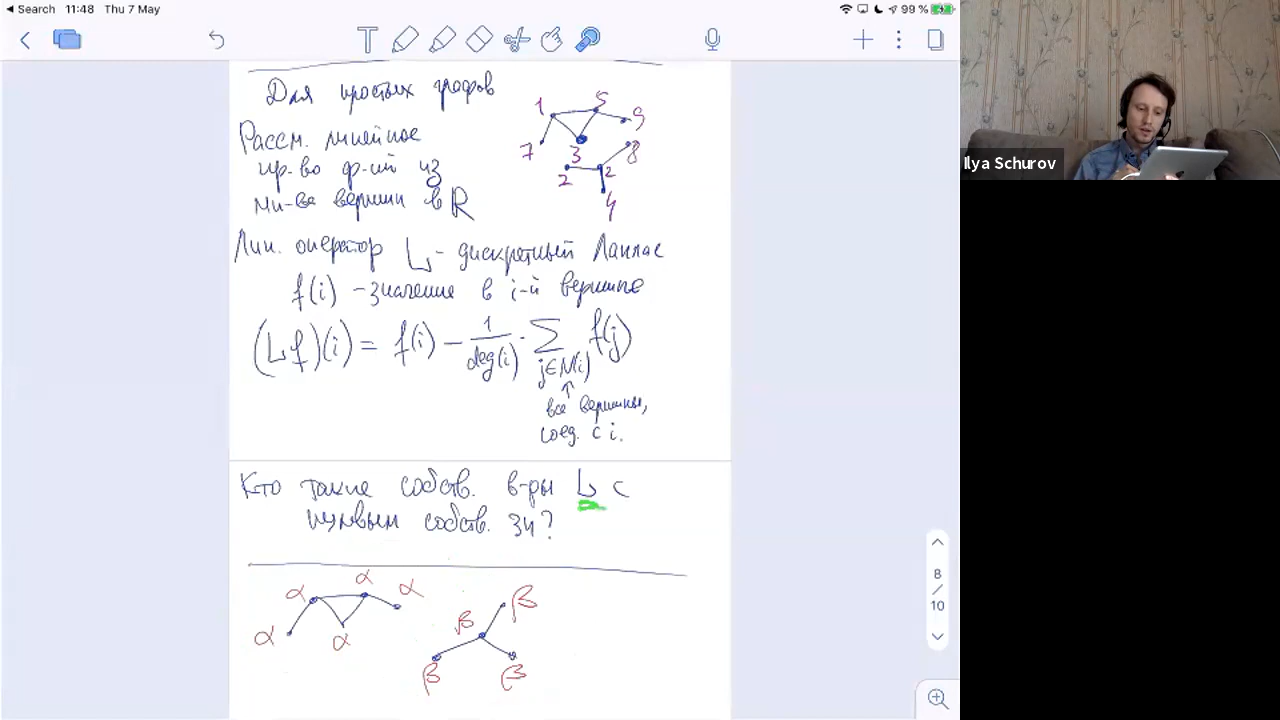 Search 11:48 Thu 7 May 99 %
Для простых графов
Рассм. линейное
пр-во ф-ий из
мн-ва вершин в ℝ
1 5 9
7 3 8
2 2
4
Лин. оператор L - дискретный Лаплас
f(i) - значение в i-й вершине
(Lf)(i) = f(i) - 1/deg(i) · ∑ j∈N(i) f(j)
↑
все вершины,
соед. с i.
Кто такие собств. в-ры L с
нулевым собств. зн?
α α α
α α
β β
β β
8
/
10
Ilya Schurov